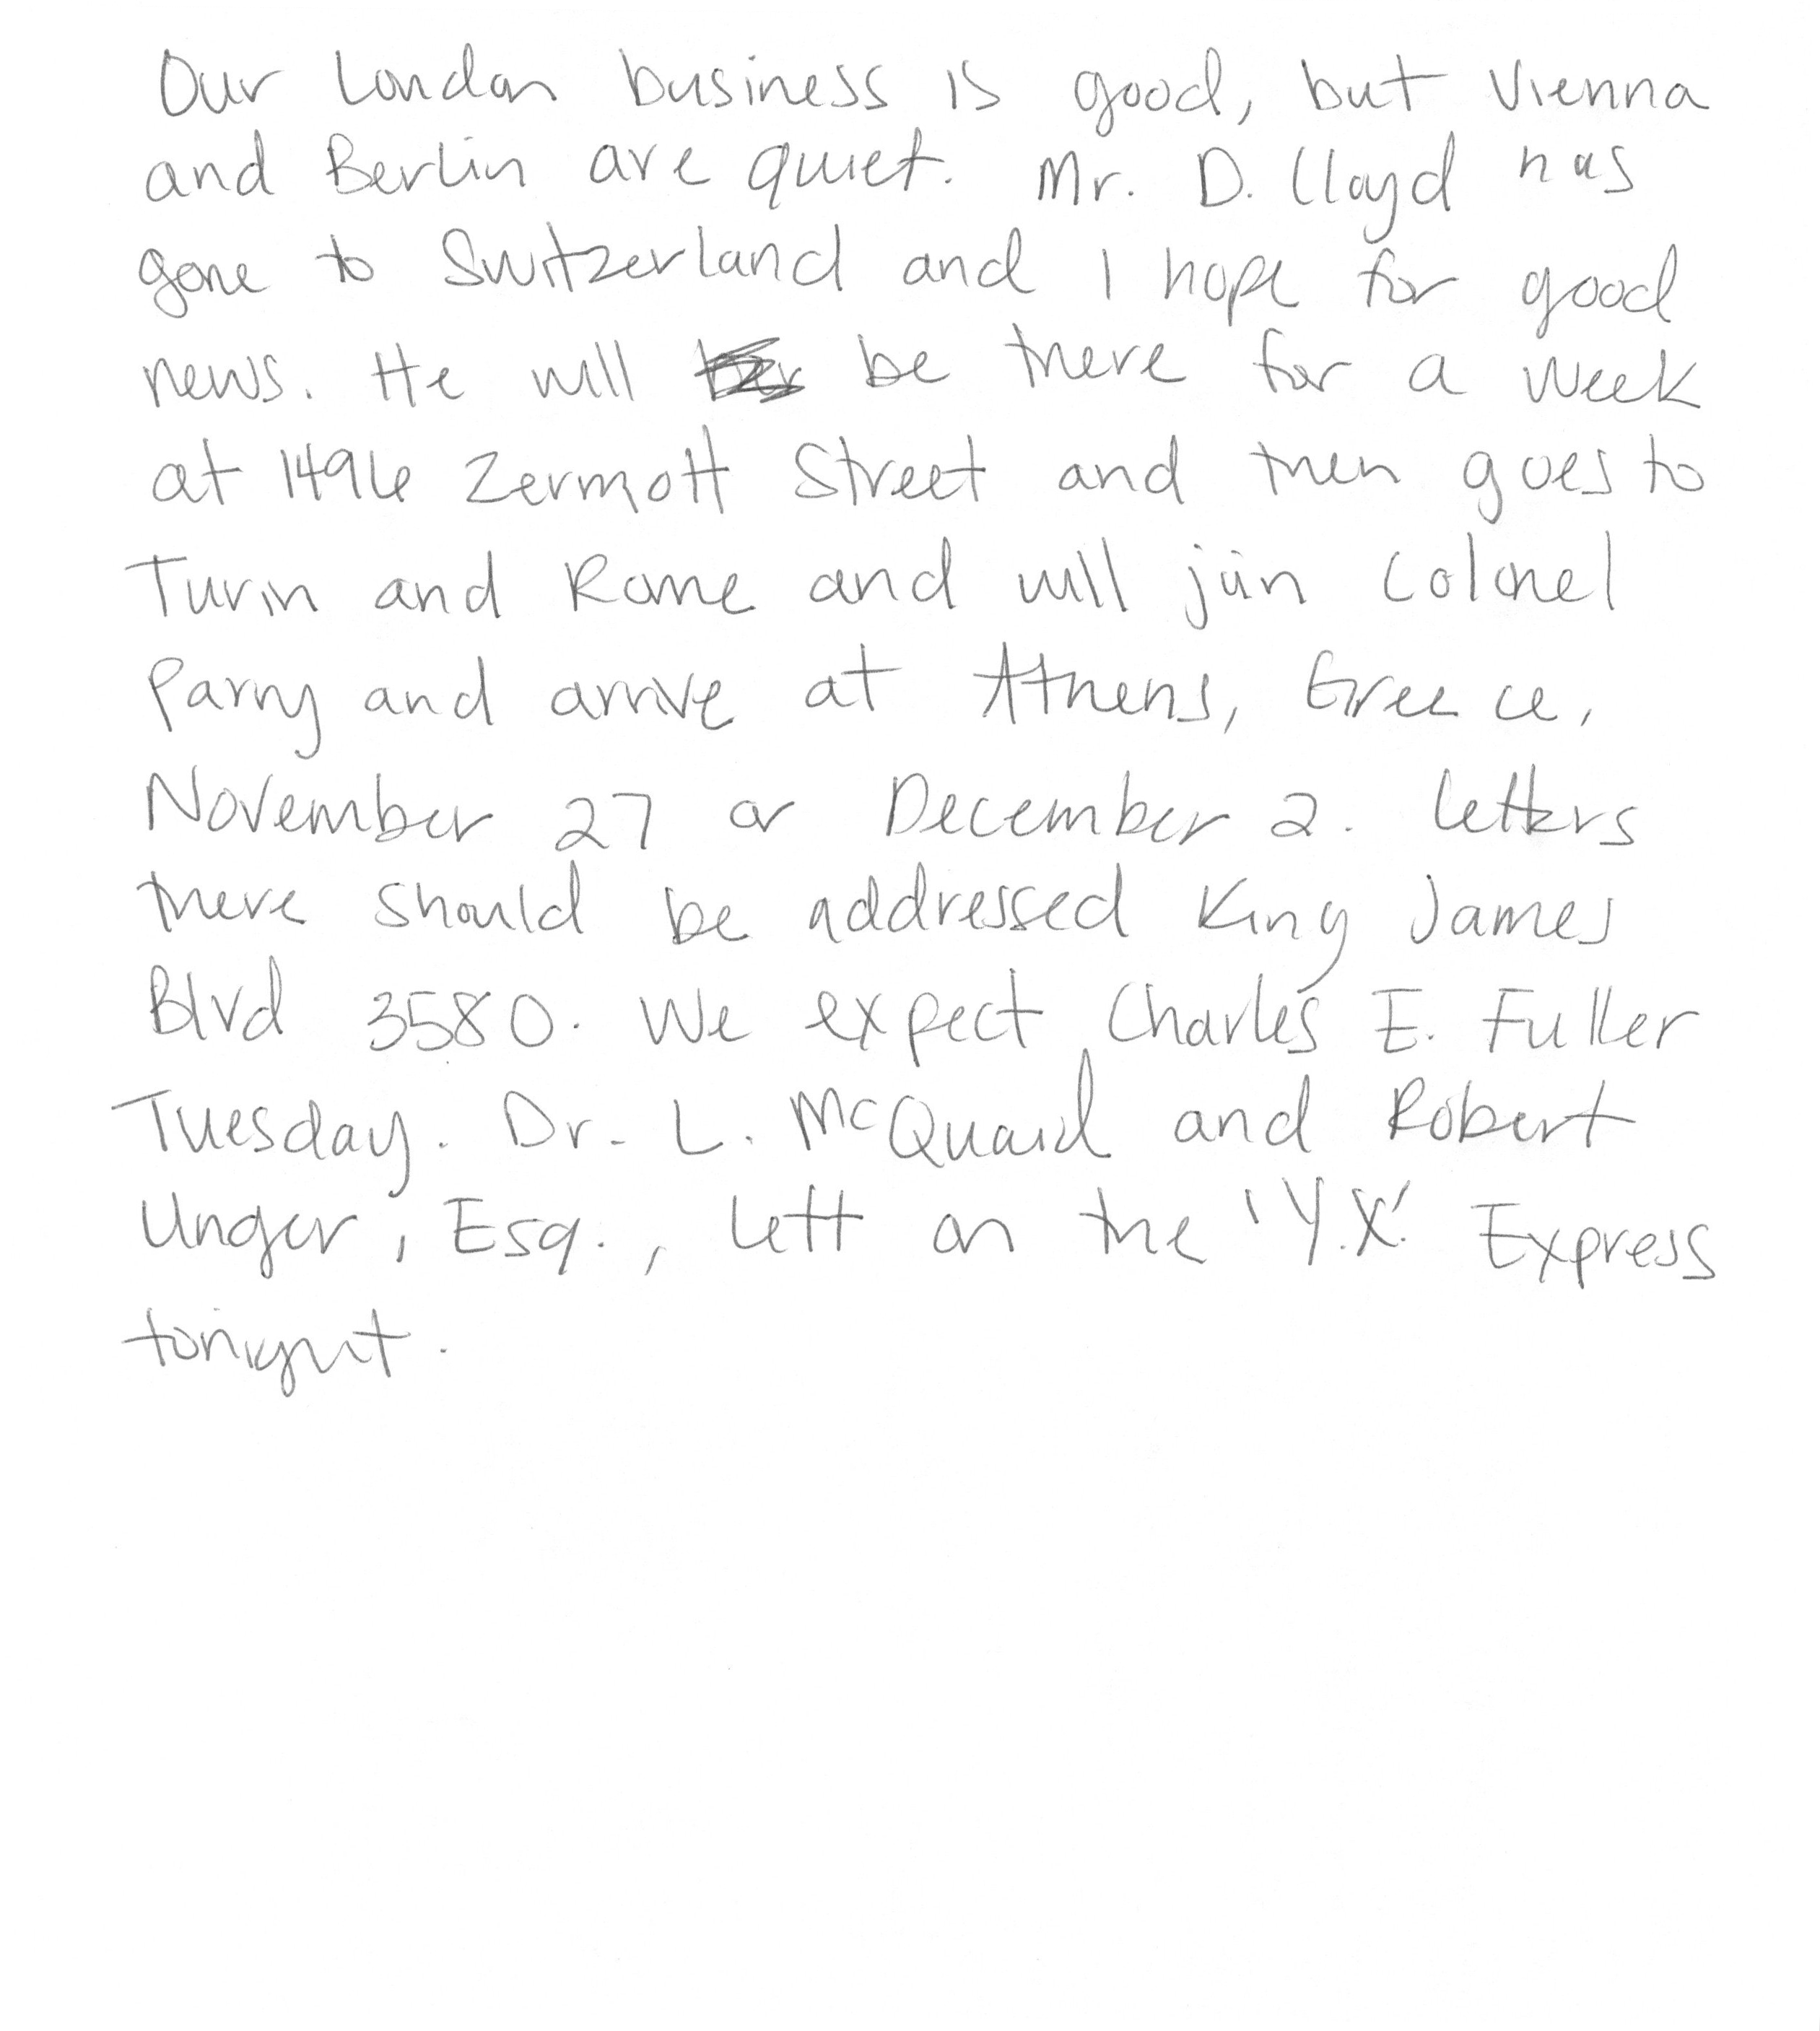 Our London business is good, but Vienna
and Berlin are quiet. Mr. D. Lloyd has
gone to Switzerland and I hope for good
news. He will be there for a week
at 1496 Zermott Street and then goes to
Turin and Rome and will join Colonel
Parry and arrive at Athens, Greece,
November 27 or December 2. Letters
there should be addressed King James
Blvd 3580. We expect Charles E. Fuller
Tuesday. Dr. L. McQuaid and Robert
Unger, Esq., left on the 'Y.X.' Express
tonight.